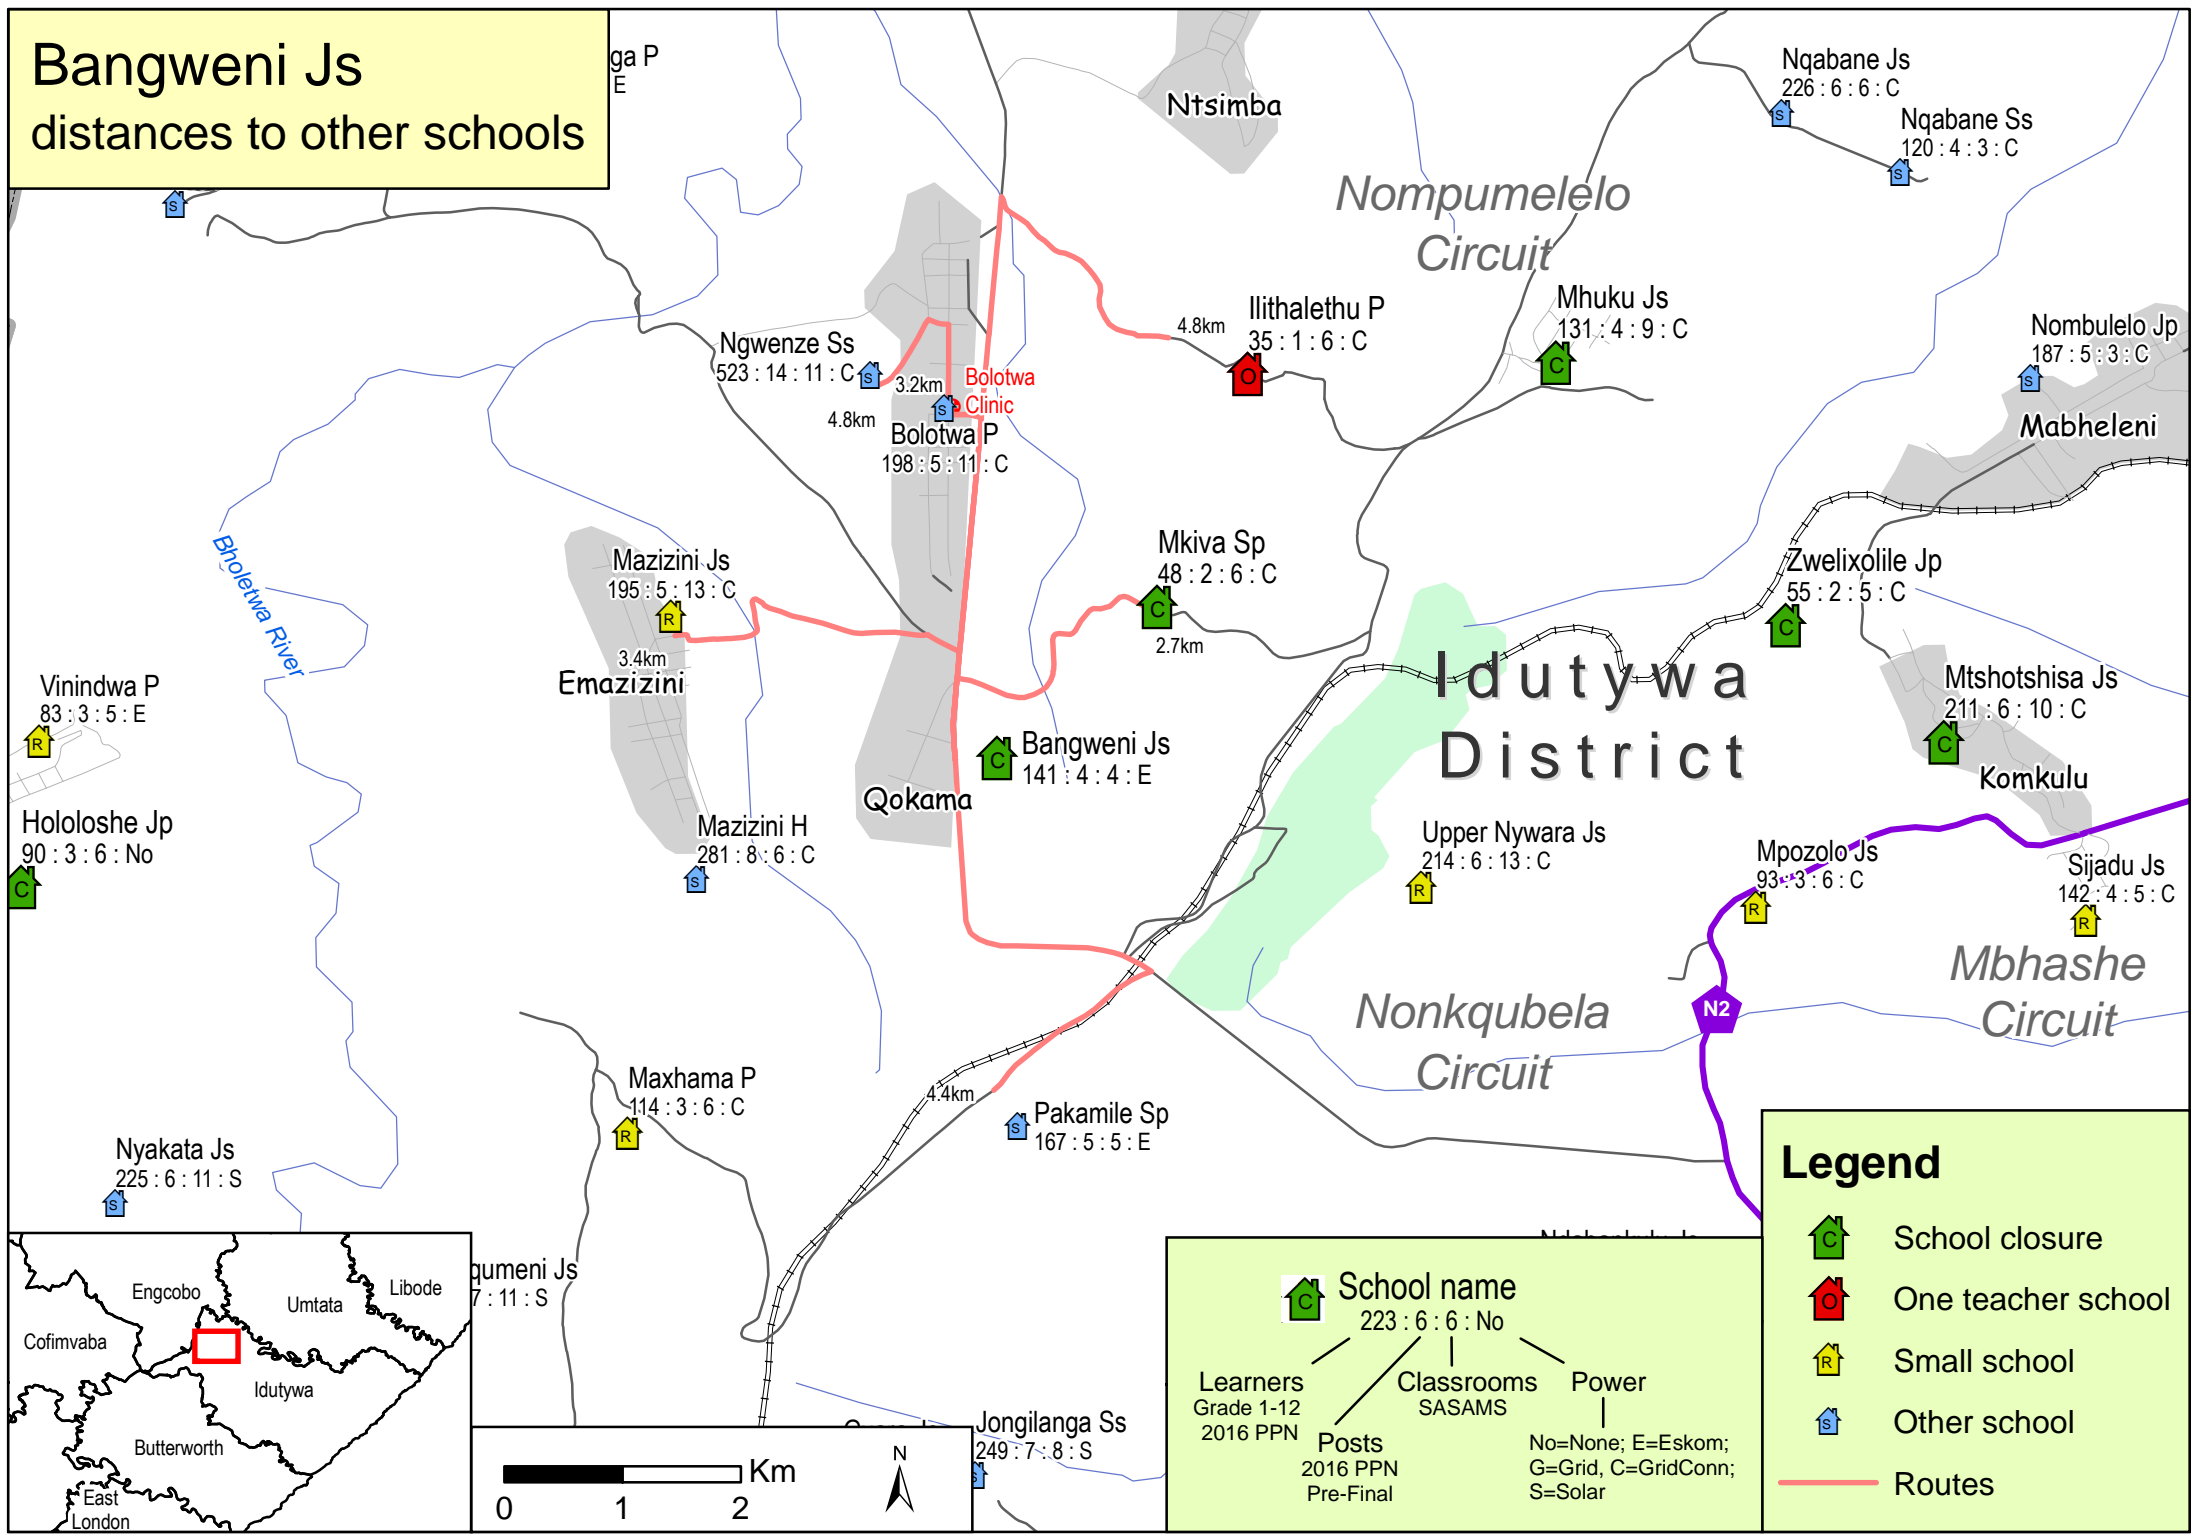 Bangweni Js
distances to other schools
ga P
E
Ntsimba
Nqabane Js
226 : 6 : 6 : C
Nqabane Ss
120 : 4 : 3 : C
Nompumelelo
Circuit
Ilithalethu P
35 : 1 : 6 : C
4.8km
O
Mhuku Js
131 : 4 : 9 : C
C
Nombulelo Jp
187 : 5 : 3 : C
S
Mabheleni
Ngwenze Ss
523 : 14 : 11 : C
S
3.2km
4.8km
Bolotwa
Clinic
S
Bolotwa P
198 : 5 : 11 : C
Bholetwa River
Mazizini Js
195 : 5 : 13 : C
R
3.4km
Emazizini
Mkiva Sp
48 : 2 : 6 : C
C
2.7km
Zwelixolile Jp
55 : 2 : 5 : C
C
Idutywa
District
Mtshotshisa Js
211 : 6 : 10 : C
C
Komkulu
Vinindwa P
83 : 3 : 5 : E
R
Bangweni Js
141 : 4 : 4 : E
C
Qokama
Hololoshe Jp
90 : 3 : 6 : No
C
Mazizini H
281 : 8 : 6 : C
S
Upper Nywara Js
214 : 6 : 13 : C
R
Mpozolo Js
93 : 3 : 6 : C
R
Sijadu Js
142 : 4 : 5 : C
R
Mbhashe
Circuit
Nonkqubela
Circuit
N2
Maxhama P
114 : 3 : 6 : C
R
4.4km
Pakamile Sp
167 : 5 : 5 : E
S
Nyakata Js
225 : 6 : 11 : S
S
qumeni Js
7 : 11 : S
Jongilanga Ss
249 : 7 : 8 : S
S
Engcobo
Umtata
Libode
Cofimvaba
Idutywa
Butterworth
East
London
Km
0 1 2
N
C
School name
223 : 6 : 6 : No
Learners
Grade 1-12
2016 PPN
Posts
2016 PPN
Pre-Final
Classrooms
SASAMS
Power
No=None; E=Eskom;
G=Grid, C=GridConn;
S=Solar
Legend
C School closure
O One teacher school
R Small school
S Other school
Routes